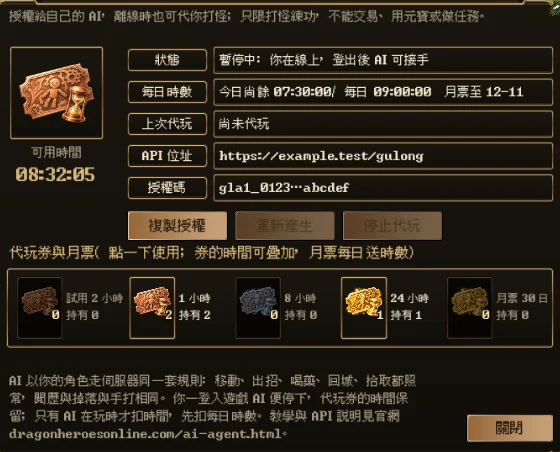 授權給自己的 AI, 離線時也可代你打怪; 只限打怪練功, 不能交易、用元寶或做任務。
狀態
暫停中: 你在線上, 登出後 AI 可接手
每日時數
今日尚餘 07:30:00/ 每日 09:00:00 月票至 12-11
上次代玩
尚未代玩
可用時間
08:32:05
API 位址
https://example.test/gulong
授權碼
gla1_0123…abcdef
複製授權
重新產生
停止代玩
代玩券與月票( 點一下使用; 券的時間可疊加, 月票每日送時數)
試用 2 小時
持有 0
0
1 小時
持有 2
2
8 小時
持有 0
0
24 小時
持有 1
1
月票 30 日
持有 0
0
AI 以你的角色走伺服器同一套規則; 移動、出招、喝藥、回城、拾取都照
常, 閱歷與掉落與手打相同。你一登入遊戲 AI 便停下, 代玩券的時間保
留; 只有 AI 在玩時才扣時間, 先扣每日時數。教學與 API 說明見官網
dragonheroesonline.com/ai-agent.html。
關閉